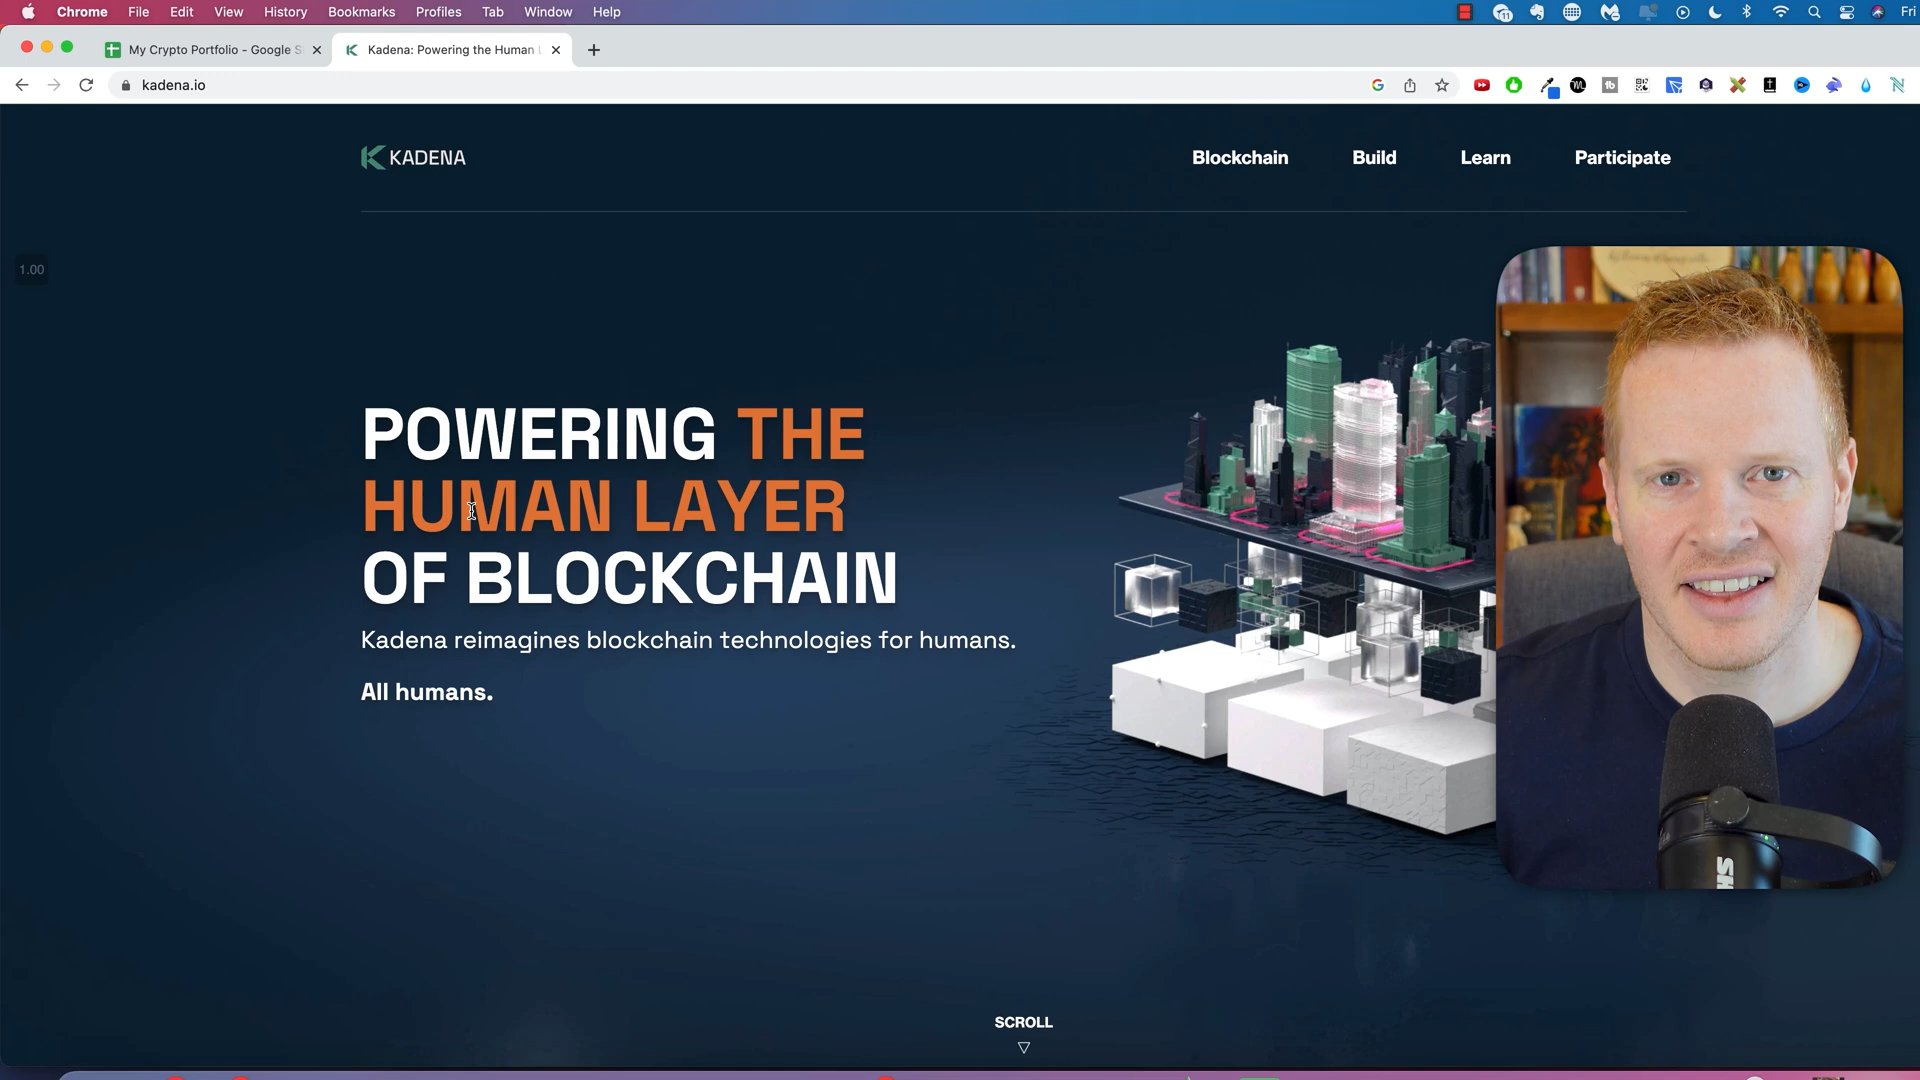 Chrome File Edit View History Bookmarks Profiles Tab Window Help
11
Fri
My Crypto Portfolio - Google S
Kadena: Powering the Human L
kadena.io
KADENA
Blockchain Build Learn Participate
1.00
POWERING THE
HUMAN LAYER
OF BLOCKCHAIN
Kadena reimagines blockchain technologies for humans.
All humans.
SCROLL